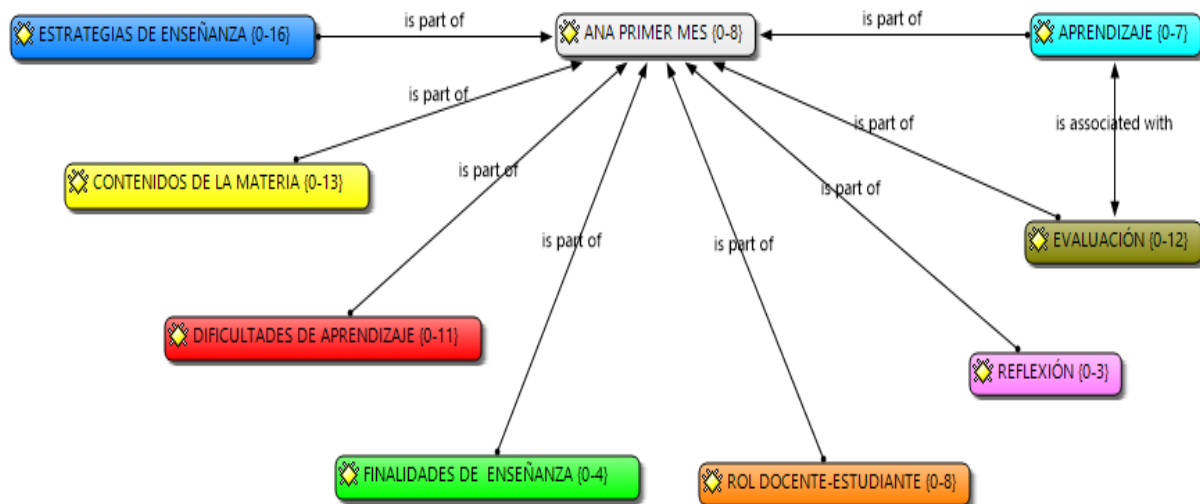 is part of
is part of
ESTRATEGIAS DE ENSEÑANZA {0-16}
ANA PRIMER MES {0-8}
APRENDIZAJE {0-7}
is part of
is part of
is associated with
is part of
CONTENIDOS DE LA MATERIA {0-13}
is part of
is part of
is part of
EVALUACIÓN {0-12}
DIFICULTADES DE APRENDIZAJE {0-11}
REFLEXIÓN {0-3}
FINALIDADES DE  ENSEÑANZA {0-4}
ROL DOCENTE-ESTUDIANTE {0-8}